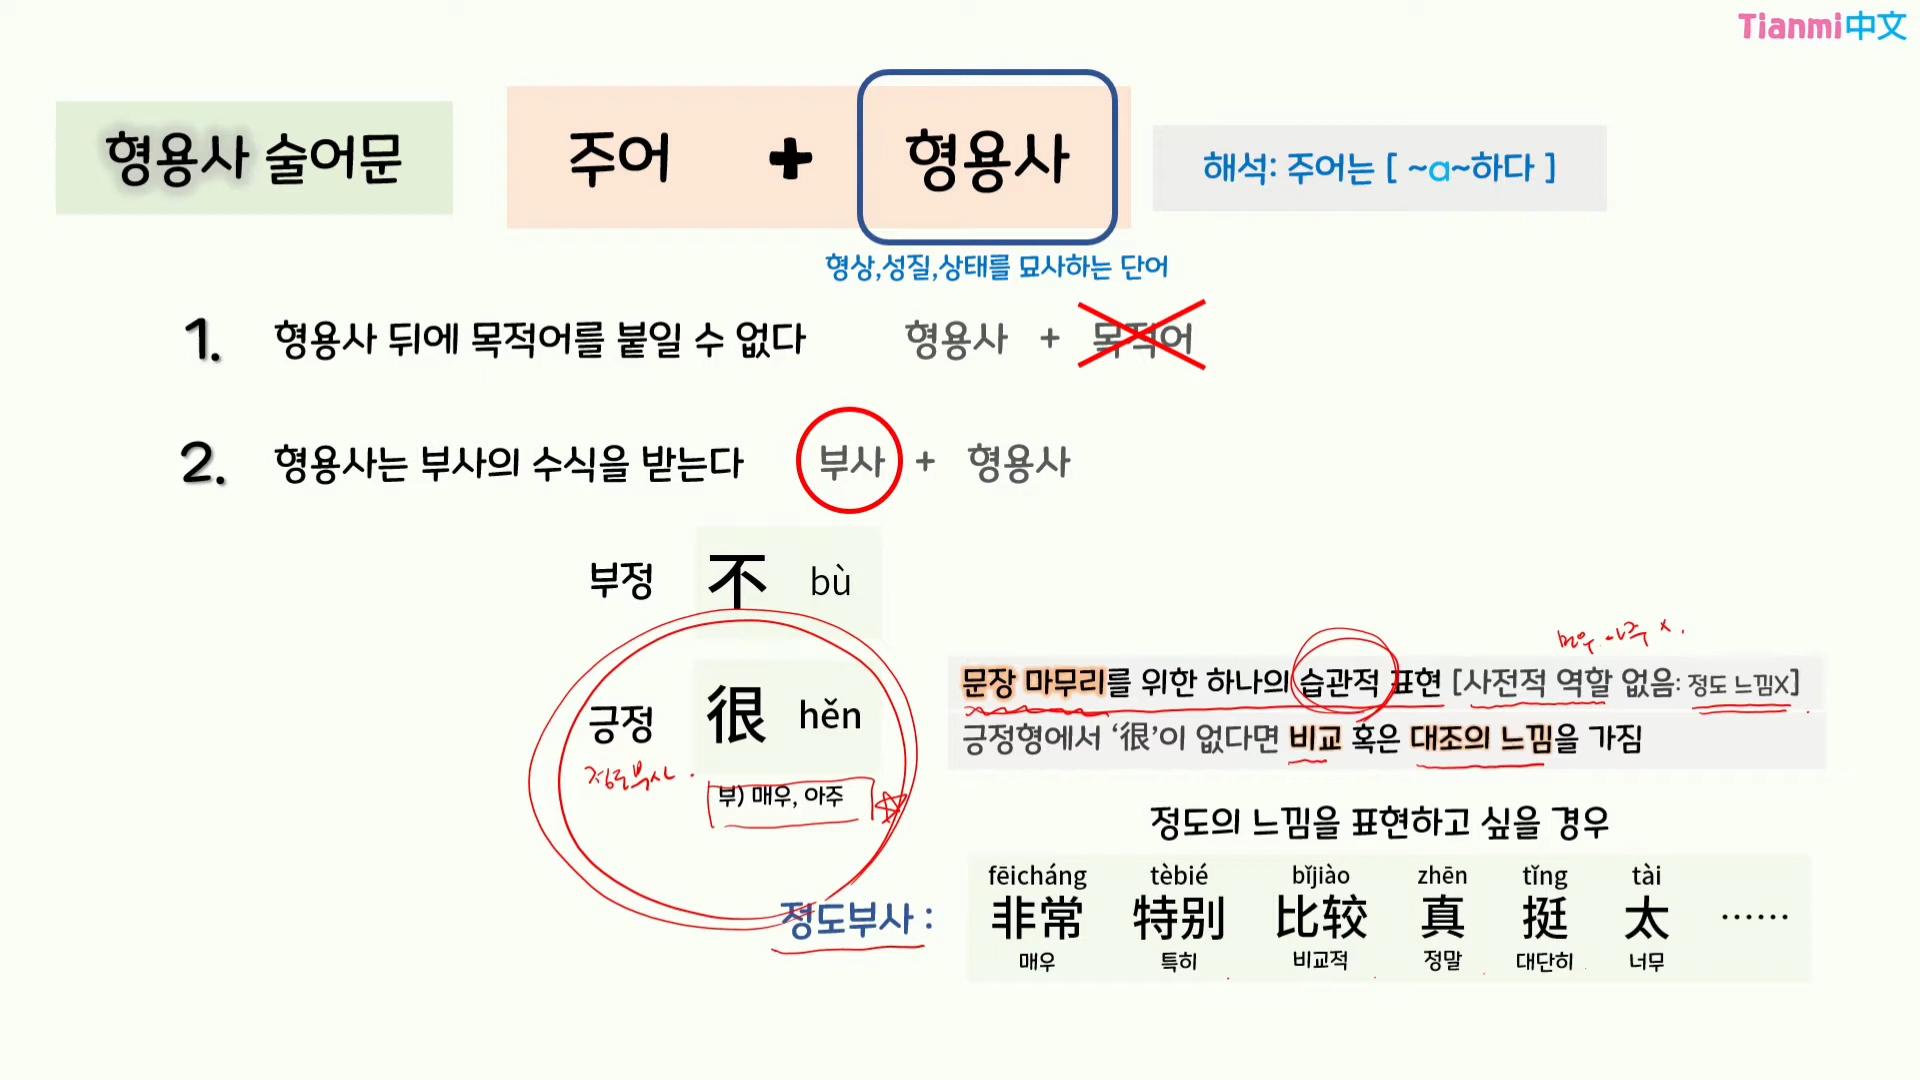 Tianmi中文
형용사 술어문
주어 + 형용사
해석: 주어는 [ ~a~하다 ]
형상,성질,상태를 묘사하는 단어
1. 형용사 뒤에 목적어를 붙일 수 없다 형용사 + 목적어
2. 형용사는 부사의 수식을 받는다 부사 + 형용사
부정 不 bù
매우 아주 x.
긍정 很 hěn
정도부사.
부) 매우, 아주
문장 마무리를 위한 하나의 습관적 표현 [사전적 역할 없음: 정도 느낌X]
긍정형에서 ‘很’이 없다면 비교 혹은 대조의 느낌을 가짐
정도의 느낌을 표현하고 싶을 경우
정도부사 :
fēicháng tèbié bǐjiào zhēn tǐng tài
非常 特别 比较 真 挺 太 ……
매우 특히 비교적 정말 대단히 너무